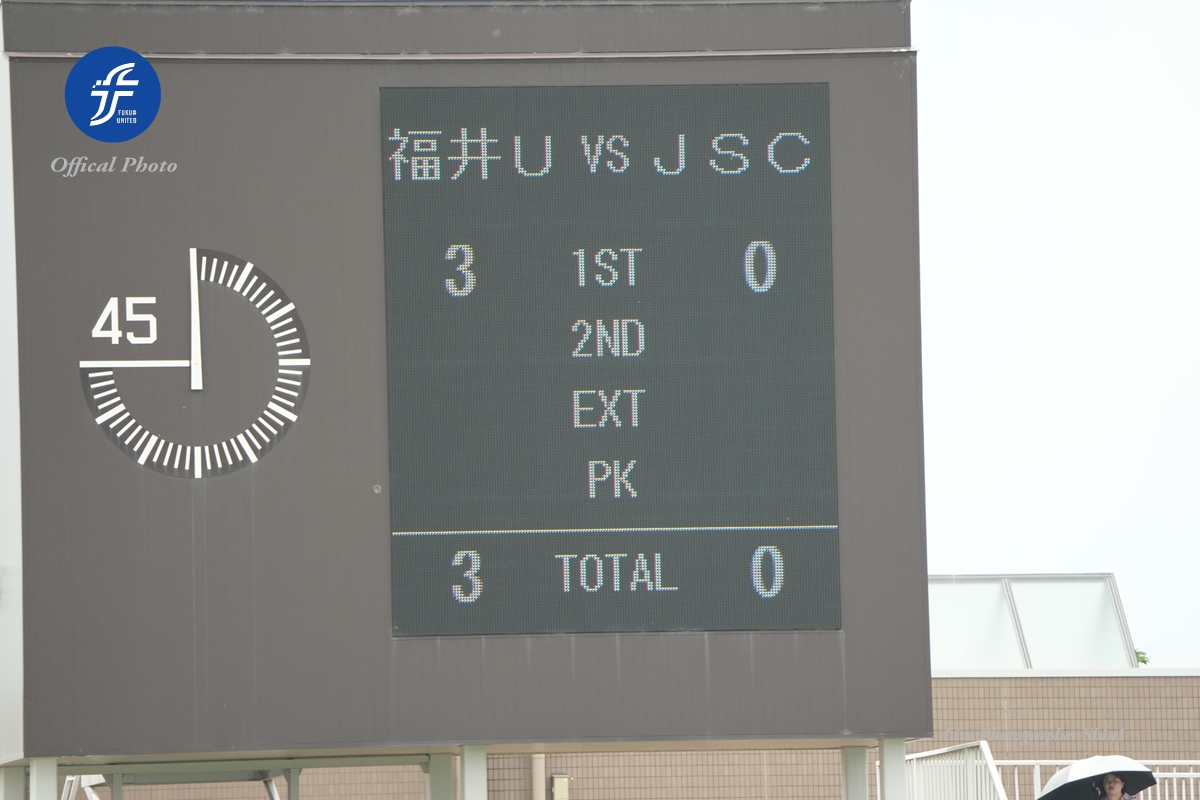 FUKUI
UNITED
Offical Photo
福井U VS JSC
3 1ST 0
2ND
EXT
PK
3 TOTAL 0
45